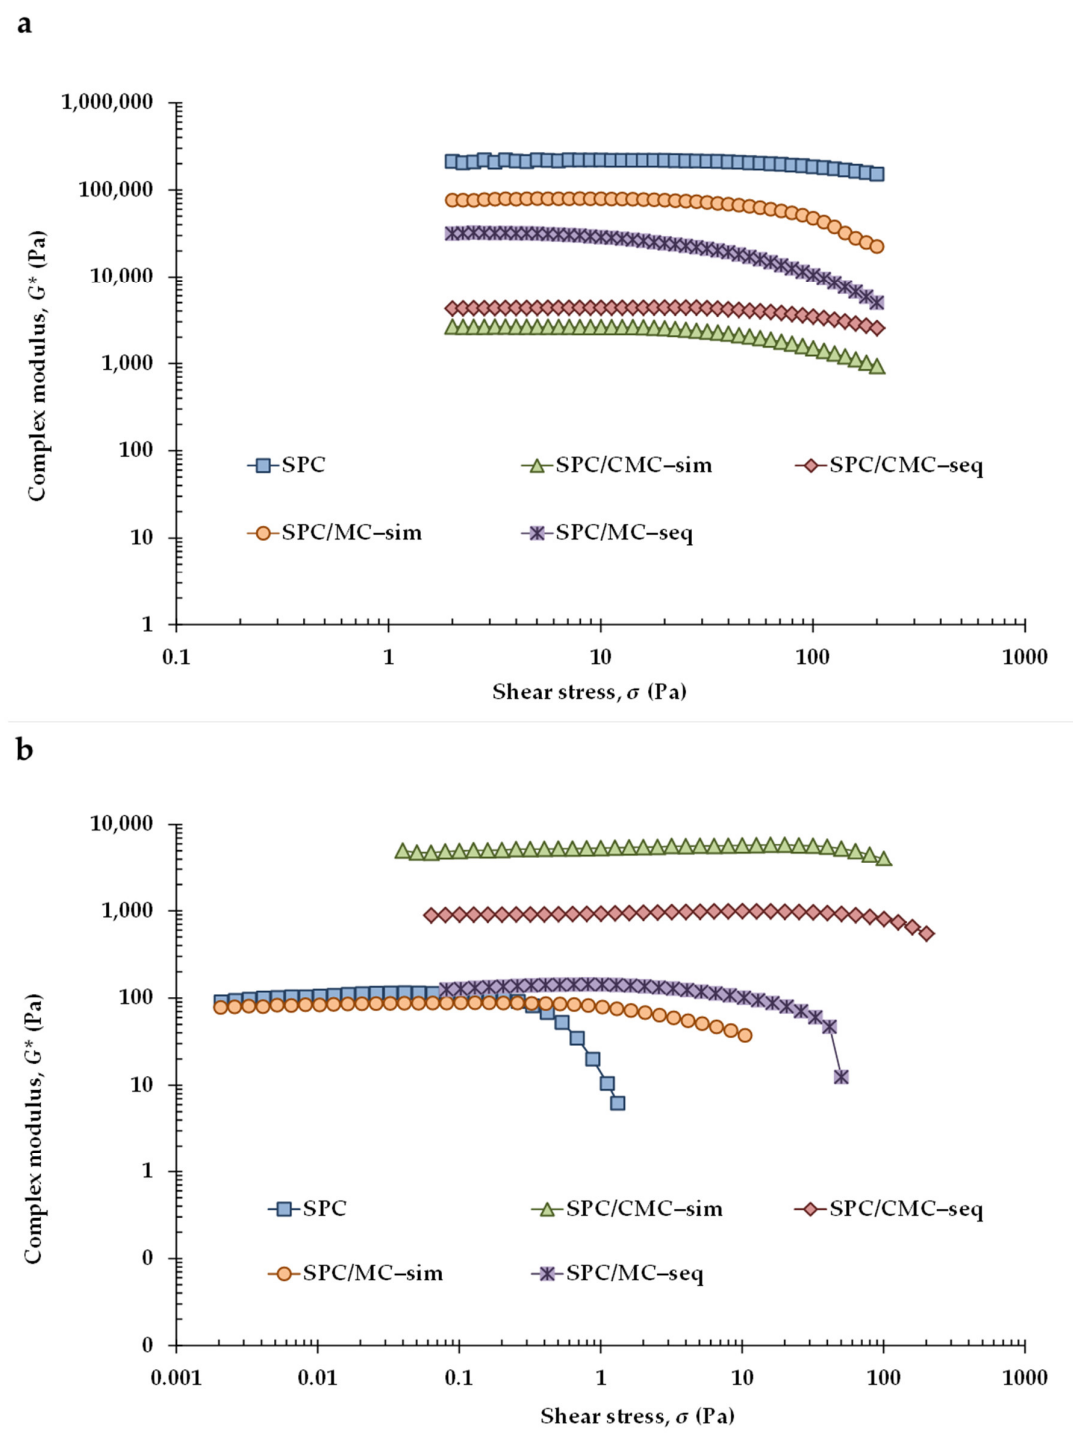 a
1,000,000
100,000
10,000
1,000
100
10
1
Complex modulus, G* (Pa)
SPC
SPC/CMC–sim
SPC/CMC–seq
SPC/MC–sim
SPC/MC–seq
0.1
1
10
100
1000
Shear stress, σ (Pa)
b
10,000
1,000
100
10
1
0
0
Complex modulus, G* (Pa)
SPC
SPC/CMC–sim
SPC/CMC–seq
SPC/MC–sim
SPC/MC–seq
0.001
0.01
0.1
1
10
100
1000
Shear stress, σ (Pa)